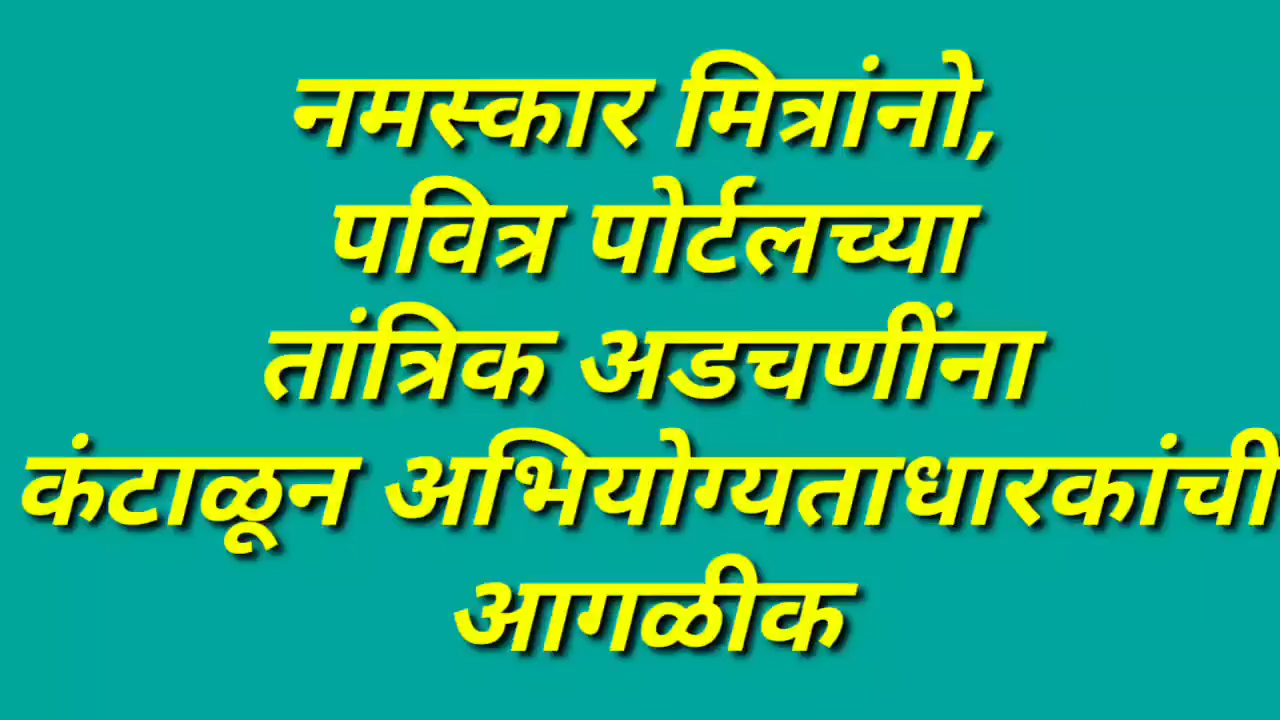 नमस्कार मित्रांनो,
पवित्र पोर्टलच्या
तांत्रिक अडचणींना
कंटाळून अभियोग्यताधारकांची
आगळीक